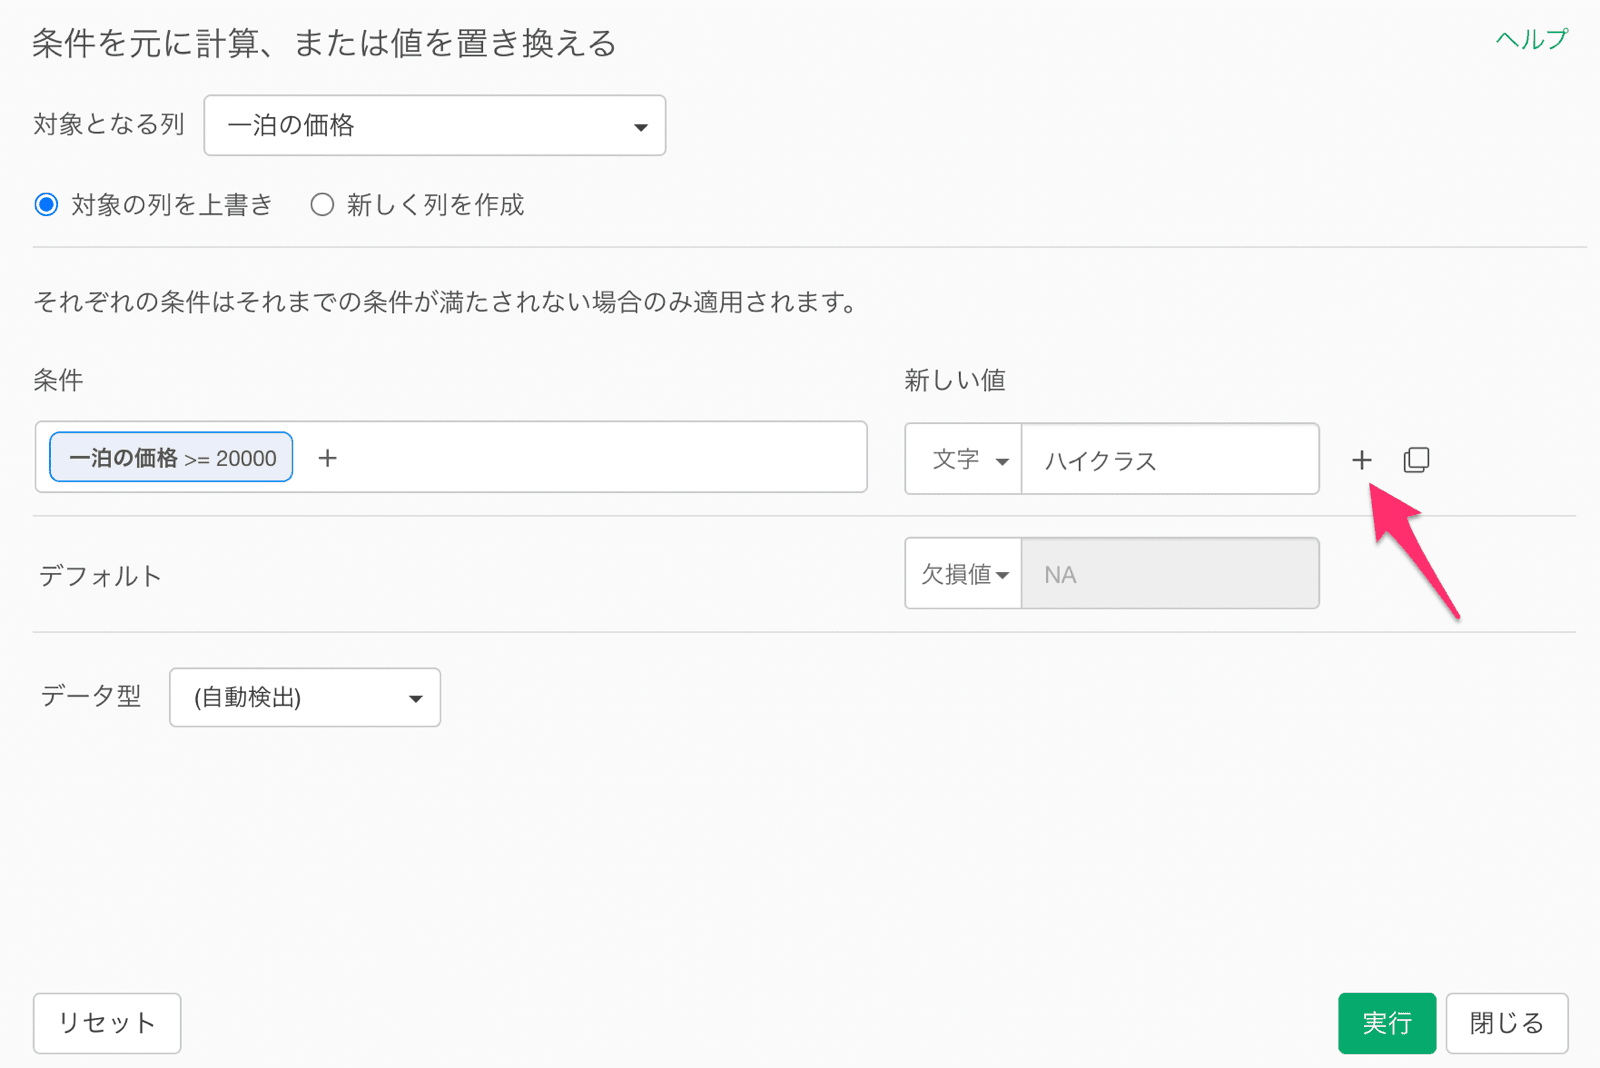 条件を元に計算、または値を置き換える
ヘルプ
対象となる列 一泊の価格
対象の列を上書き 新しく列を作成
それぞれの条件はそれまでの条件が満たされない場合のみ適用されます。
条件 新しい値
一泊の価格 >= 20000 + 文字 ハイクラス +
デフォルト 欠損値 NA
データ型 (自動検出)
リセット 実行 閉じる